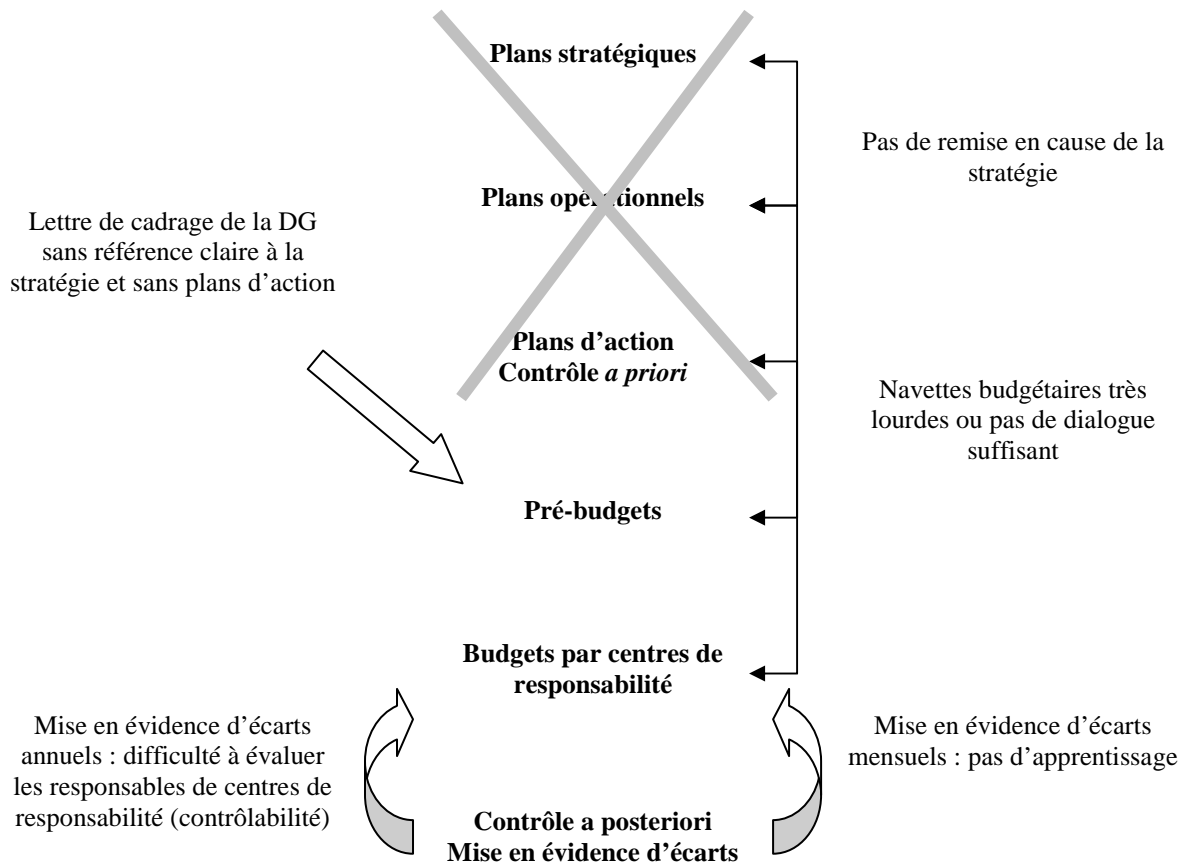 Plans stratégiques
Pas de remise en cause de la
stratégie
Plans opérationnels
Lettre de cadrage de la DG
sans référence claire à la
stratégie et sans plans d’action
Plans d’action
Contrôle a priori
Navettes budgétaires très
lourdes ou pas de dialogue
suffisant
Pré-budgets
Budgets par centres de
responsabilité
Mise en évidence d’écarts
annuels : difficulté à évaluer
les responsables de centres de
responsabilité (contrôlabilité)
Mise en évidence d’écarts
mensuels : pas d’apprentissage
Contrôle a posteriori
Mise en évidence d’écarts